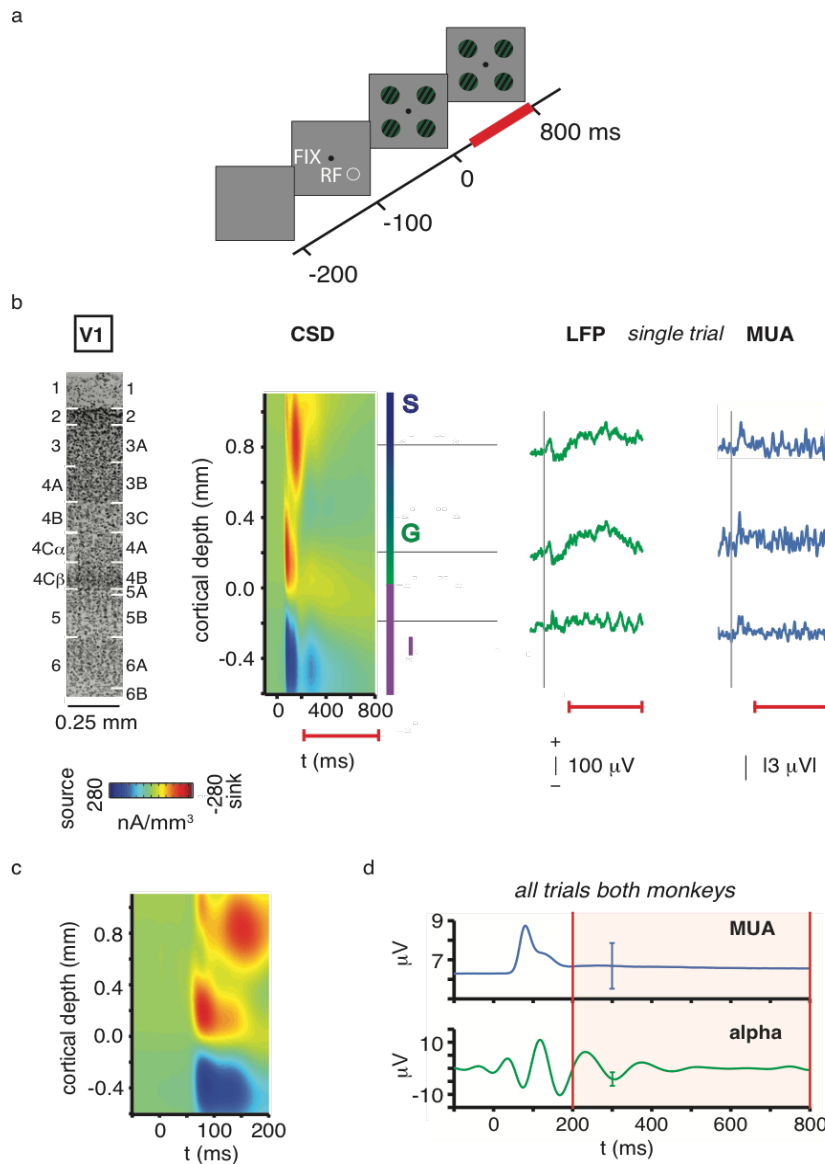 a
FIX
RF
-200
-100
0
800 ms
b
V1
CSD
LFP
single trial
MUA
1
2
3
4A
4B
4Cα
4Cβ
5
6
1
2
3A
3B
3C
4A
4B
5A
5B
6A
6B
0.25 mm
cortical depth (mm)
0.8
0.4
0.0
-0.4
0 400 800
t (ms)
S
G
I
+
| 100 μV
–
|3 μV|
source
280
-280
sink
nA/mm³
c
cortical depth (mm)
0.8
0.4
0.0
-0.4
0 100 200
t (ms)
d
all trials both monkeys
μV
9
7
MUA
μV
10
-10
alpha
0 200 400 600 800
t (ms)